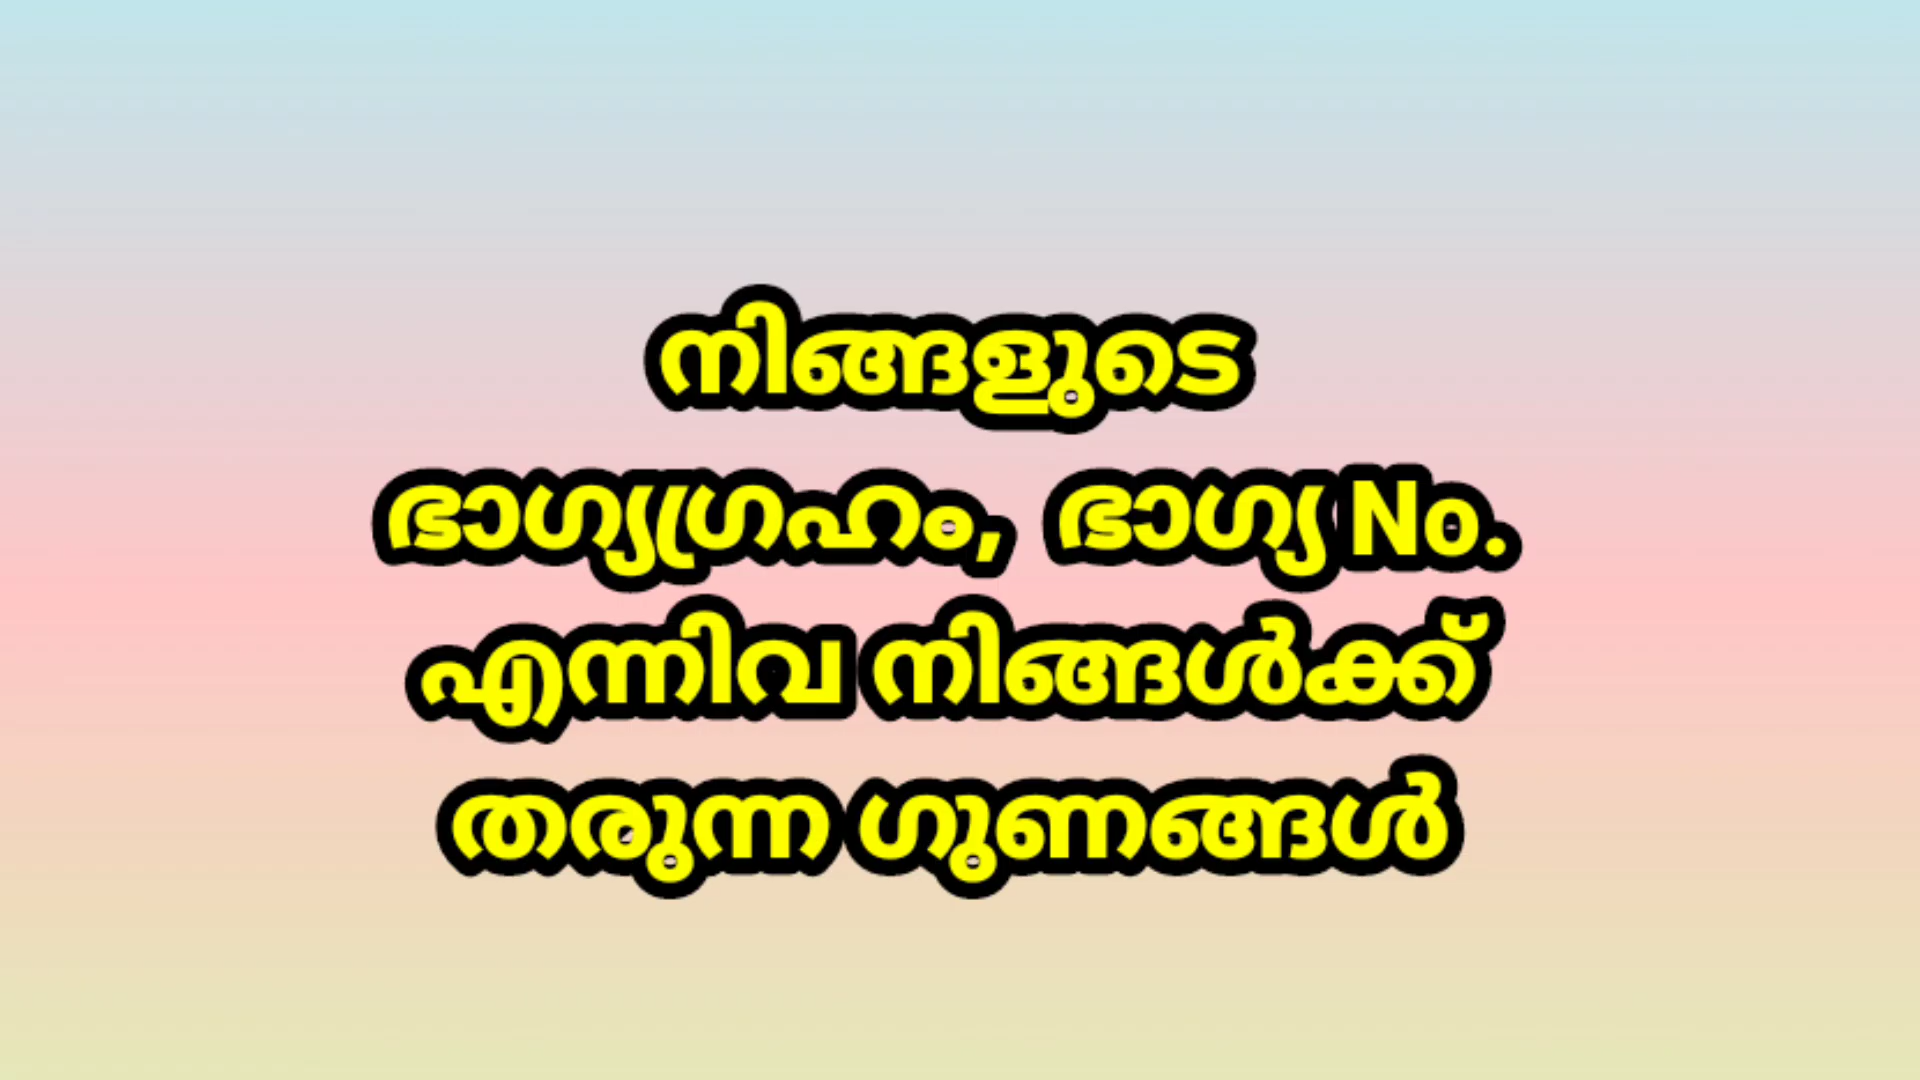 നിങ്ങളുടെ
ഭാഗ്യഗ്രഹം, ഭാഗ്യ No.
എന്നിവ നിങ്ങൾക്ക്
തരുന്ന ഗുണങ്ങൾ